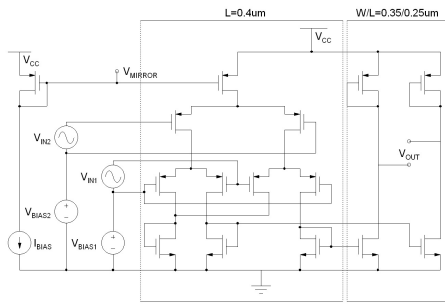 L=0.4um
W/L=0.35/0.25um
VCC
VCC
VMIRROR
VIN2
VIN1
VOUT
VBIAS2
IBIAS
VBIAS1